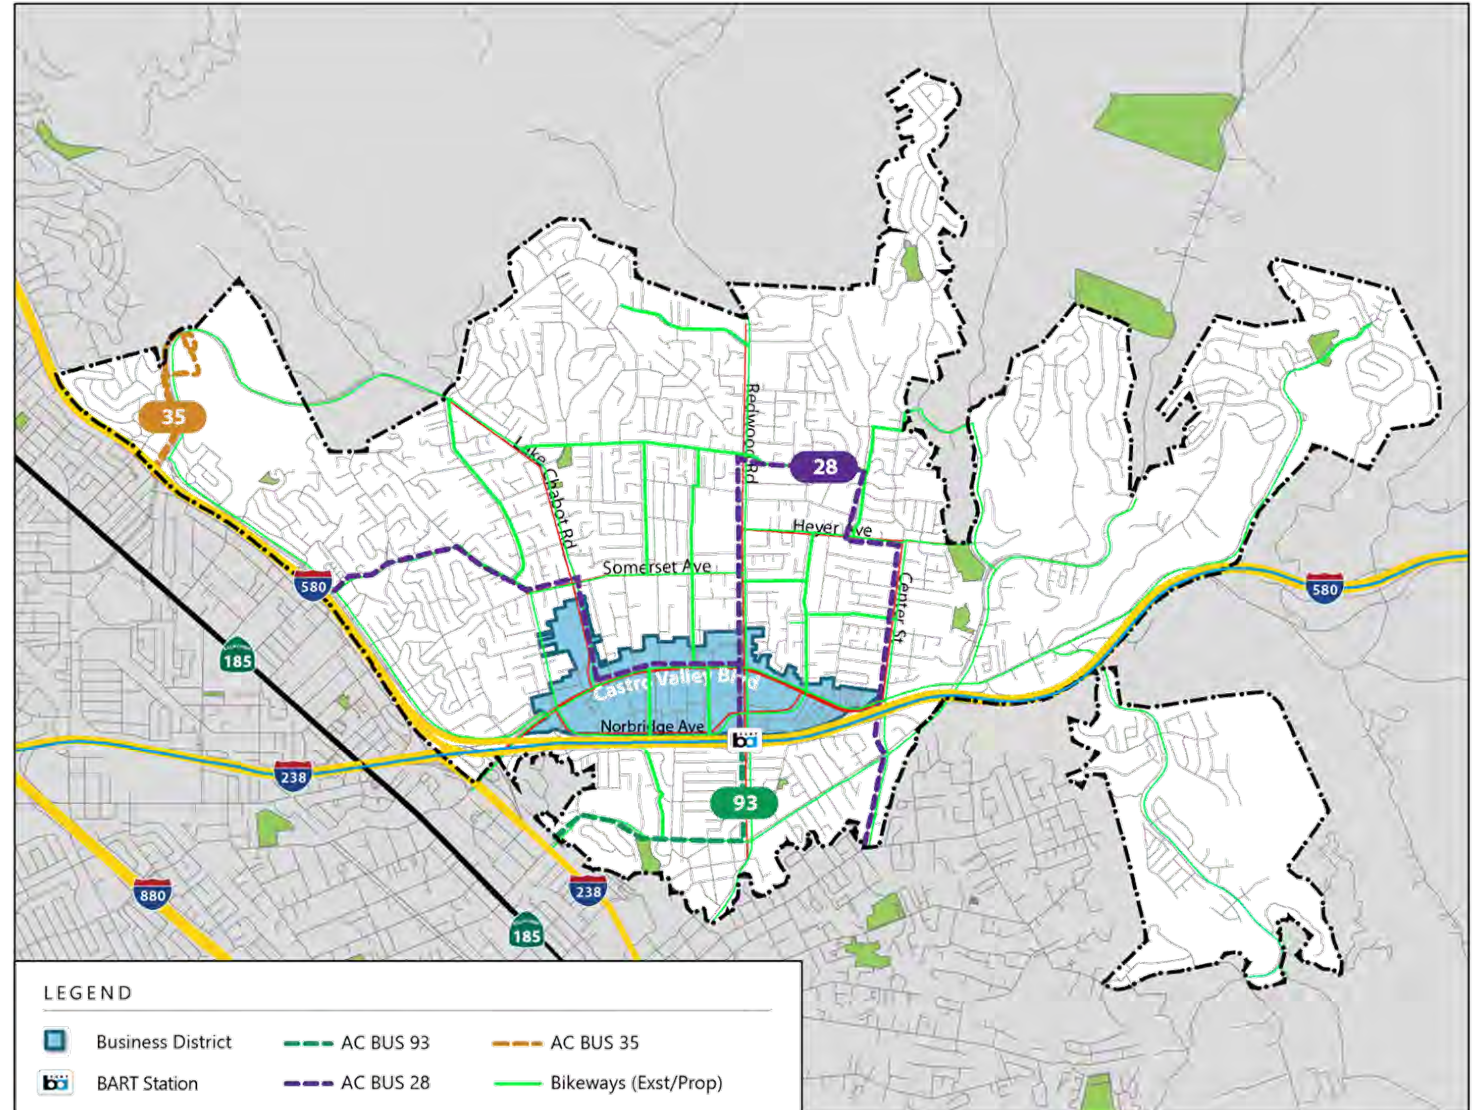 35
28
Redwood Rd
Lake Chabot Rd
Heyer Ave
Somerset Ave
Center St
580
580
185
Castro Valley Blvd
Norbridge Ave
238
93
880
238
185
LEGEND
Business District
AC BUS 93
AC BUS 35
BART Station
AC BUS 28
Bikeways (Exst/Prop)